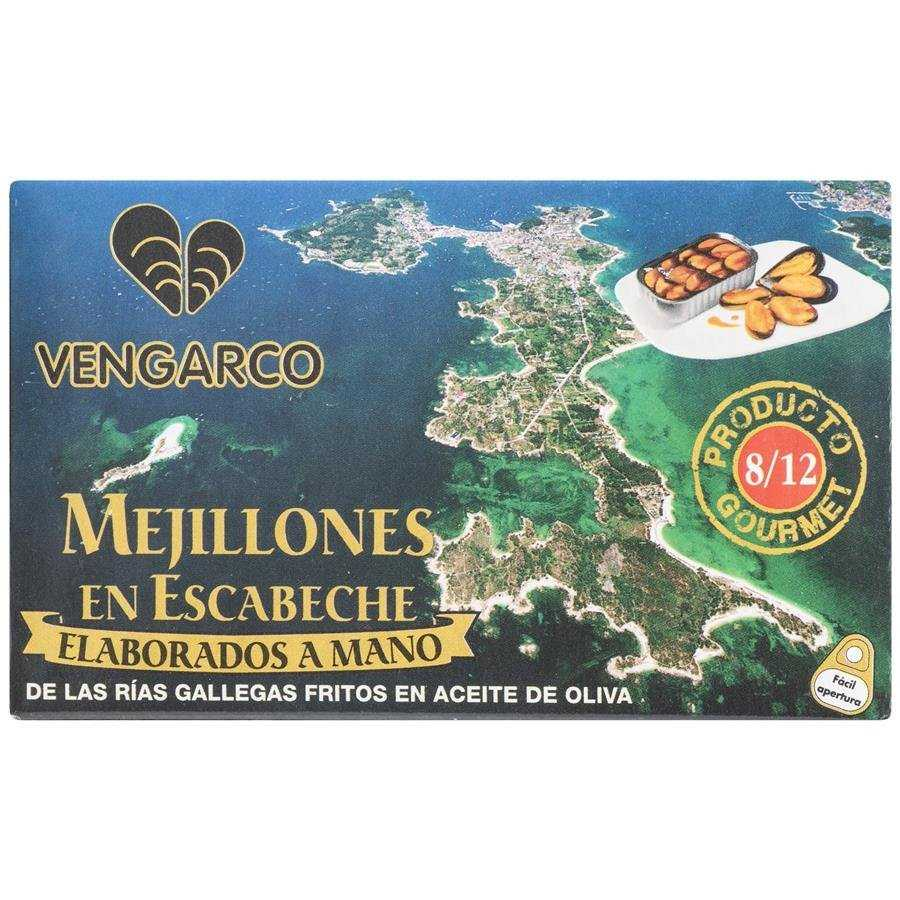 VENGARCO
PRODUCTO
8/12
GOURMET
MEJILLONES
EN ESCABECHE
ELABORADOS A MANO
DE LAS RÍAS GALLEGAS FRITOS EN ACEITE DE OLIVA
Fácil
apertura